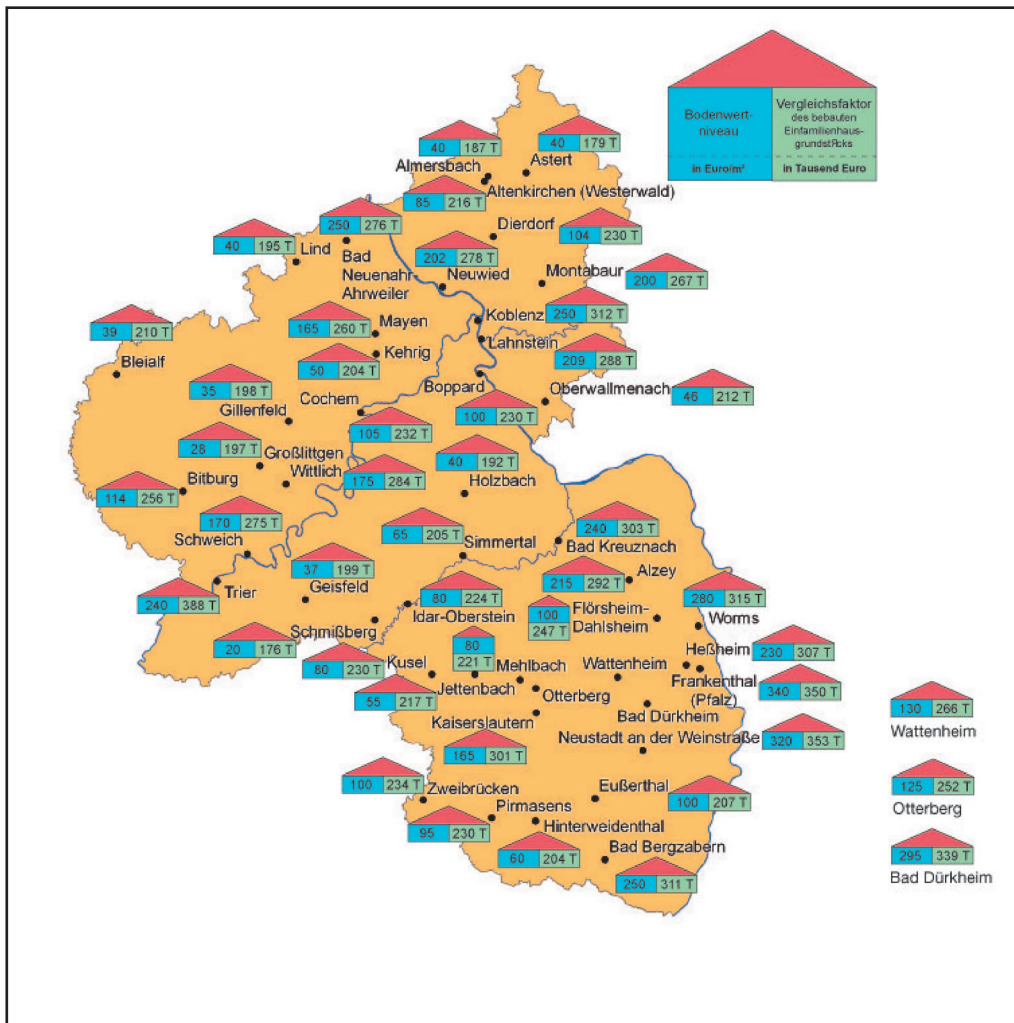 Bodenwert-
niveau
in Euro/m²
Vergleichsfaktor
des bebauten
Einfamilienhaus-
grundstücks
in Tausend Euro
40 187 T
Almersbach
40 179 T
Astert
Altenkirchen (Westerwald)
85 216 T
Dierdorf
104 230 T
250 276 T
Bad
Neuenahr-
Ahrweiler
40 195 T
Lind
202 278 T
Neuwied
Montabaur
200 267 T
39 210 T
Bleialf
165 260 T
Mayen
Koblenz
250 312 T
Lahnstein
50 204 T
Kehrig
209 288 T
Boppard
Oberwallmenach
46 212 T
35 198 T
Gillenfeld
Cochem
100 230 T
105 232 T
28 197 T
Großlittgen
Wittlich
175 284 T
40 192 T
Holzbach
114 256 T
Bitburg
170 275 T
Schweich
65 205 T
Simmertal
240 303 T
Bad Kreuznach
37 199 T
Geisfeld
Trier
240 388 T
215 292 T
Alzey
80 224 T
Idar-Oberstein
100
247 T
Flörsheim-
Dahlsheim
280 315 T
Worms
20 176 T
Schmißberg
80 230 T
Kusel
80
221 T
Mehlbach
Wattenheim
Heßheim
230 307 T
Jettenbach
55 217 T
Otterberg
Frankenthal
(Pfalz)
340 350 T
Kaiserslautern
Bad Dürkheim
Neustadt an der Weinstraße
320 353 T
165 301 T
130 266 T
Wattenheim
100 234 T
Zweibrücken
Eußerthal
100 207 T
125 252 T
Otterberg
95 230 T
Pirmasens
Hinterweidenthal
60 204 T
Bad Bergzabern
250 311 T
295 339 T
Bad Dürkheim